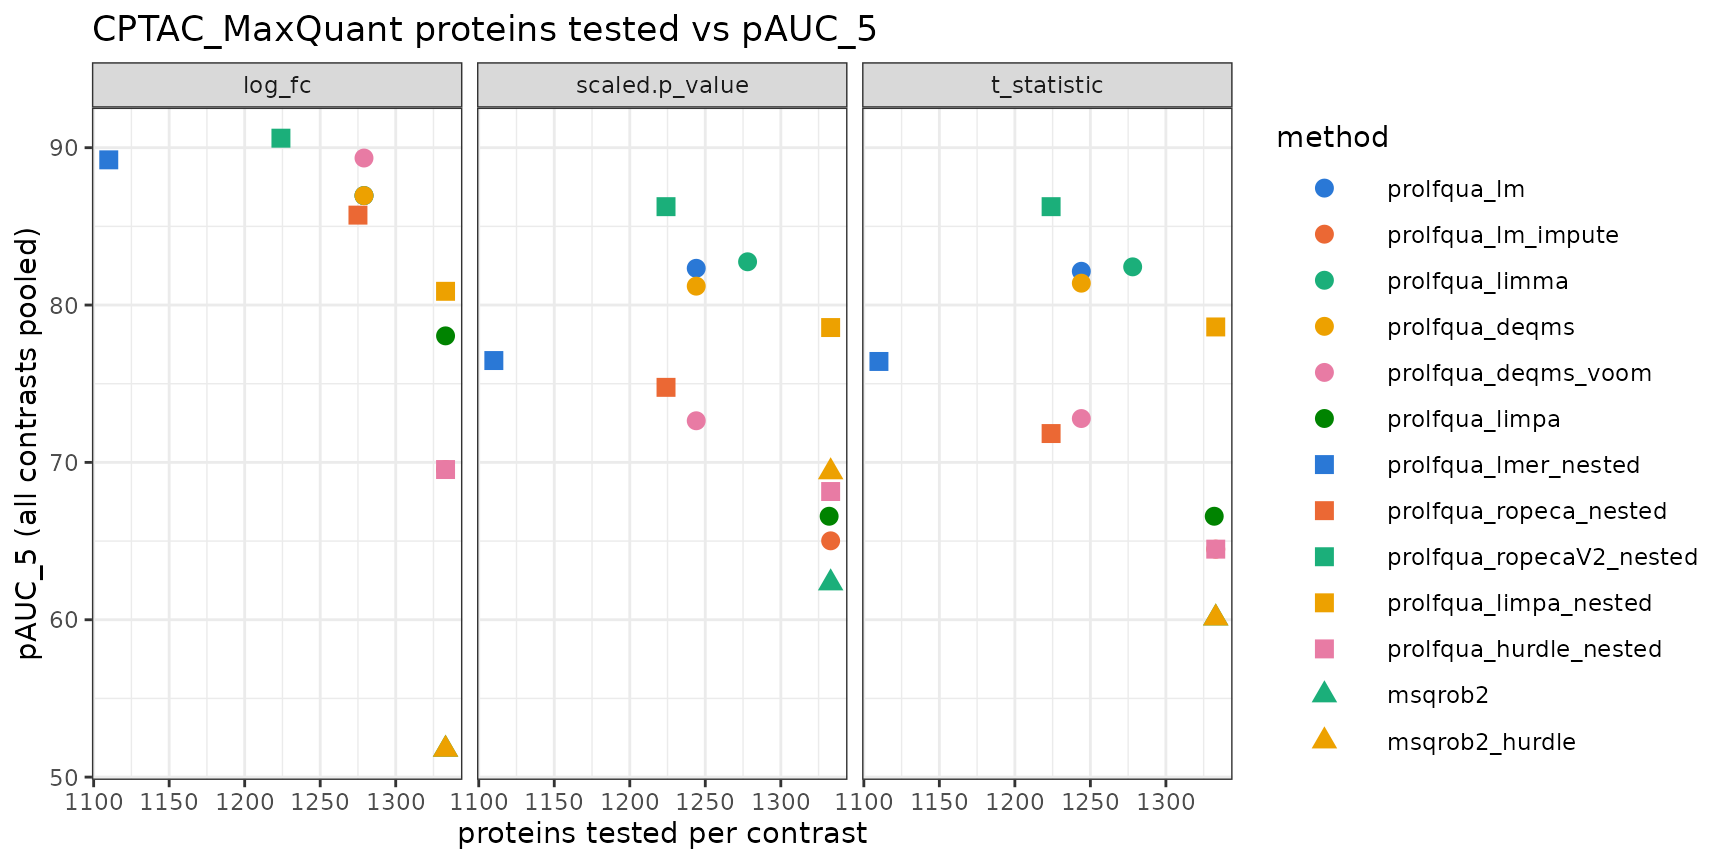 CPTAC_MaxQuant proteins tested vs pAUC_5
log_fc
scaled.p_value
t_statistic
pAUC_5 (all contrasts pooled)
90
80
70
60
50
1100 1150 1200 1250 1300
1100 1150 1200 1250 1300
1100 1150 1200 1250 1300
proteins tested per contrast
method
prolfqua_lm
prolfqua_lm_impute
prolfqua_limma
prolfqua_deqms
prolfqua_deqms_voom
prolfqua_limpa
prolfqua_lmer_nested
prolfqua_ropeca_nested
prolfqua_ropecaV2_nested
prolfqua_limpa_nested
prolfqua_hurdle_nested
msqrob2
msqrob2_hurdle